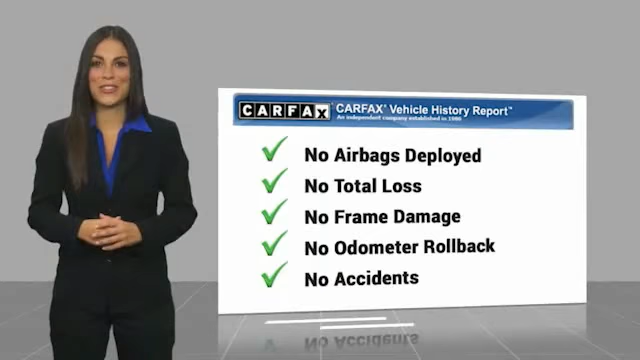 CARFAX CARFAX® Vehicle History Report™
An independent company established in 1986
No Airbags Deployed
No Total Loss
No Frame Damage
No Odometer Rollback
No Accidents